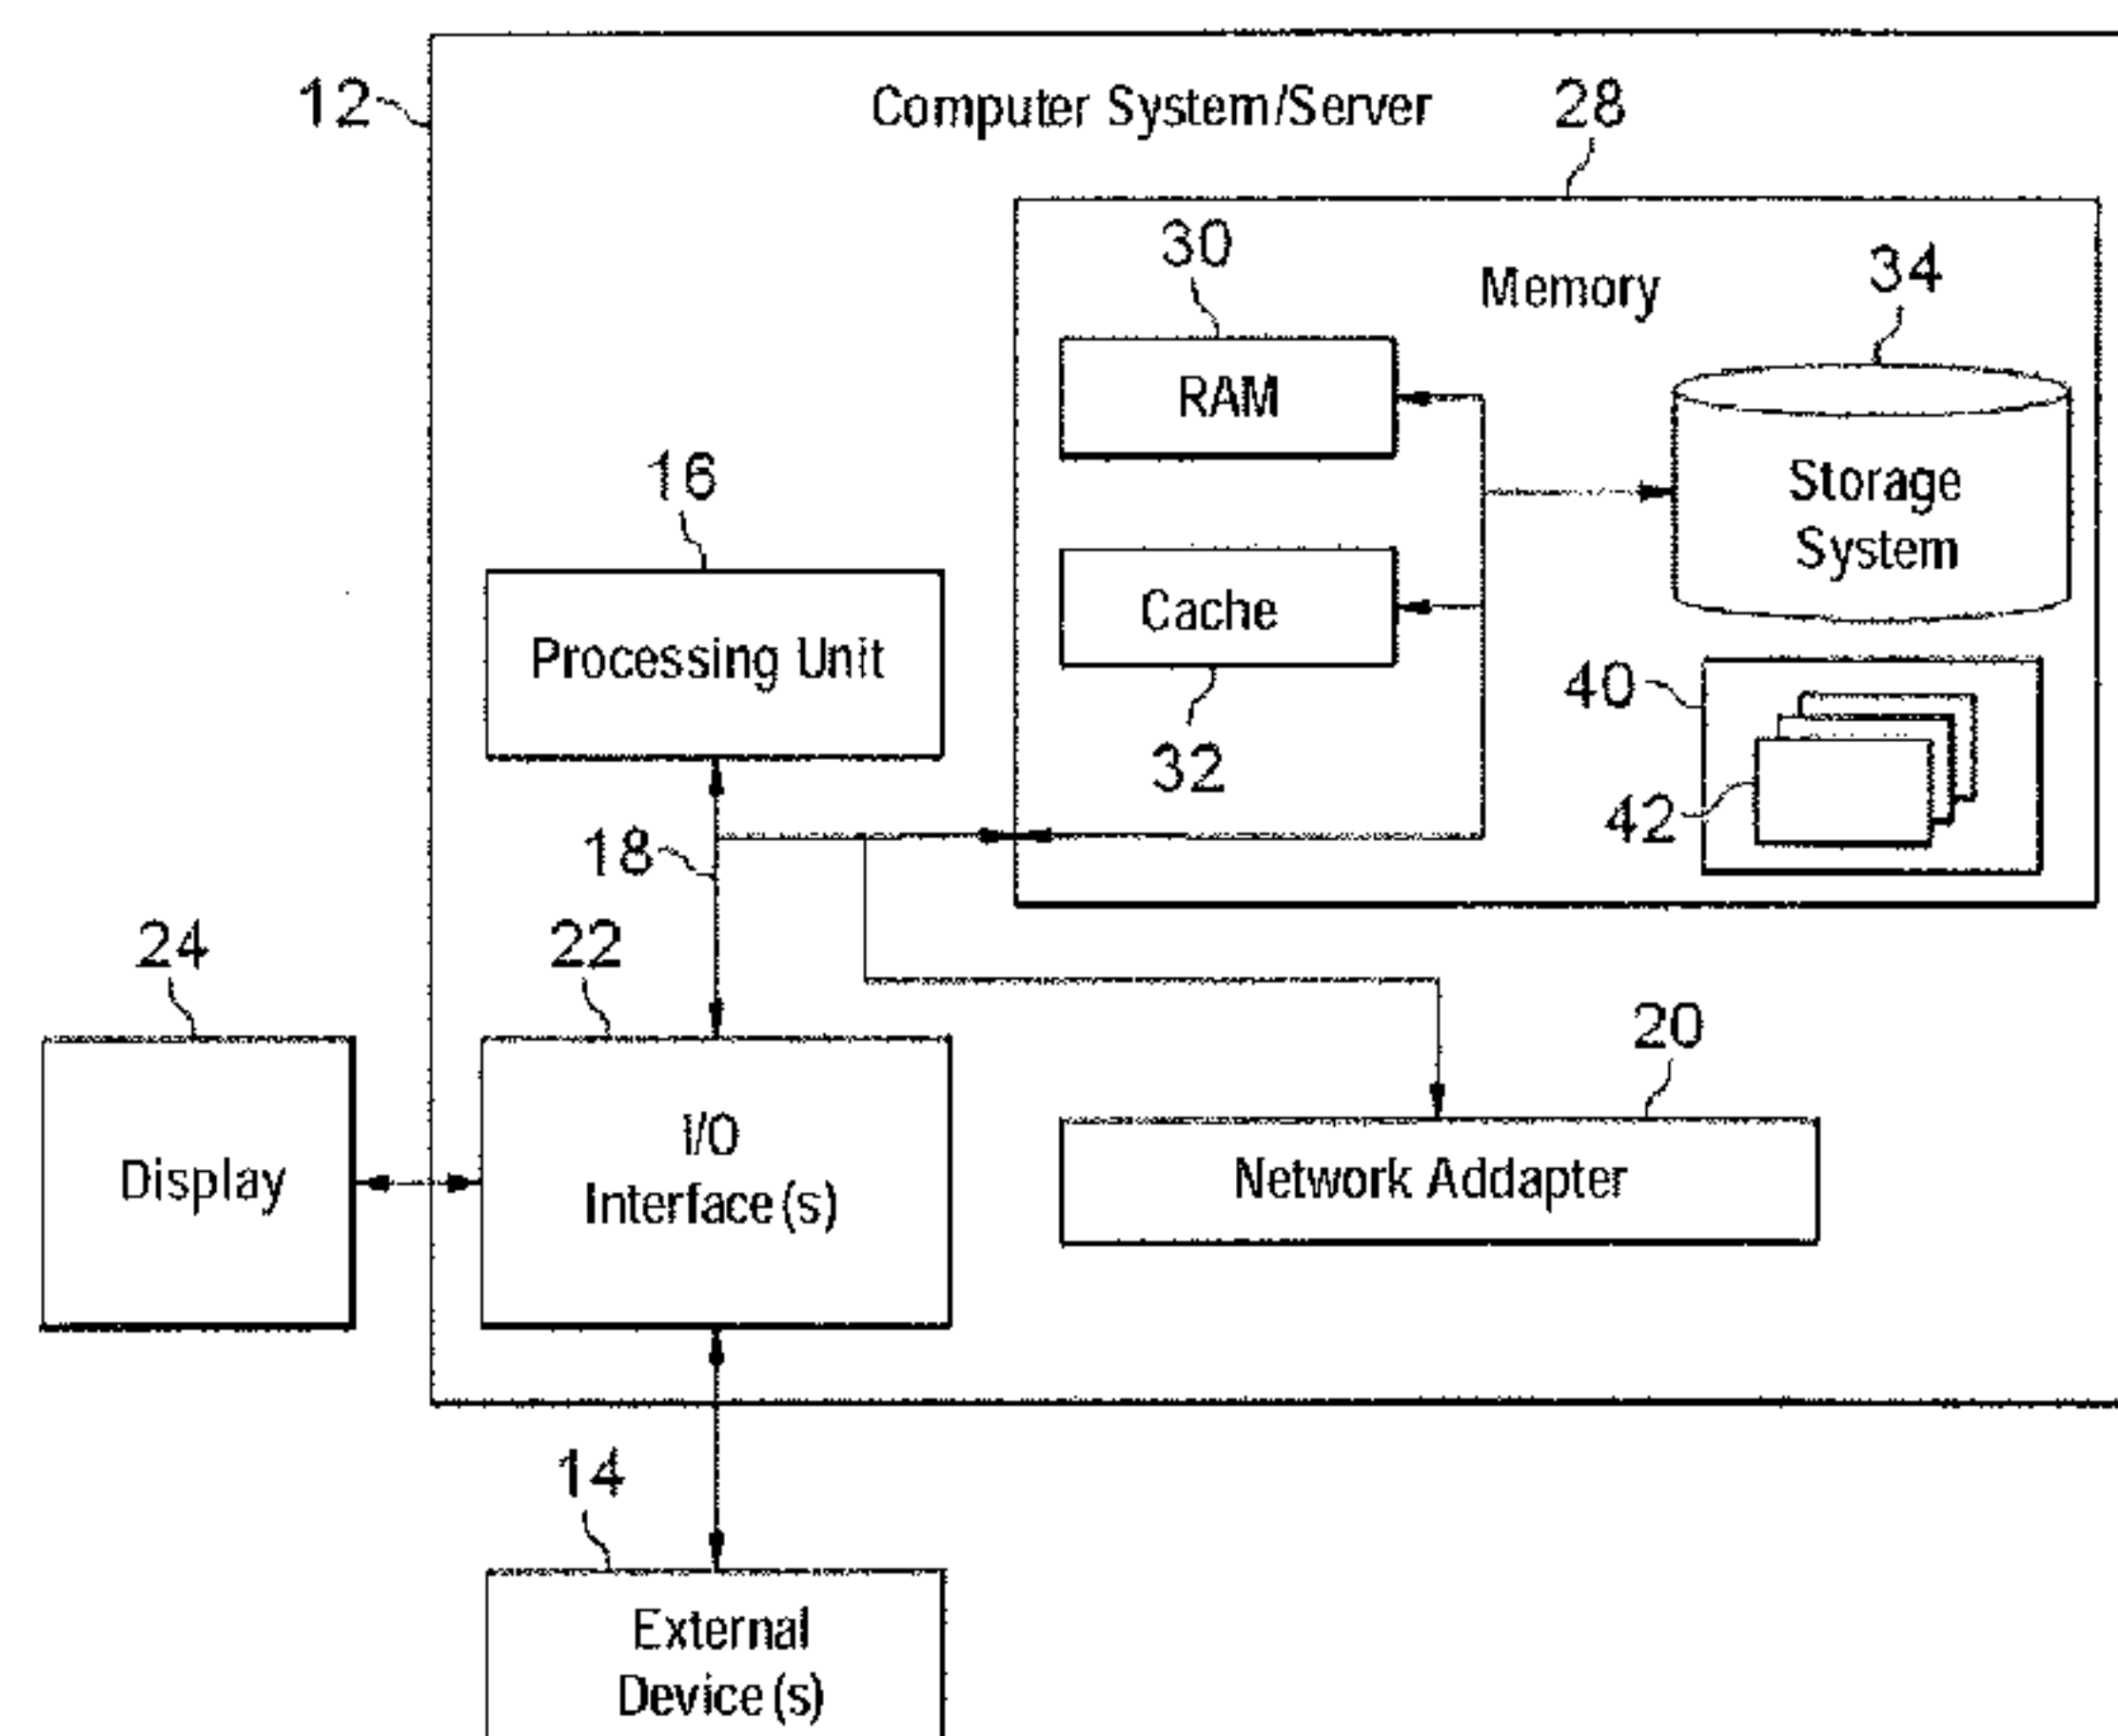 12
Computer System/Server
28
30
Memory
34
RAM
16
Storage
System
Cache
Processing Unit
40
32
42
18
24
22
20
I/O
Interface(s)
Display
Network Addapter
14
External
Device(s)